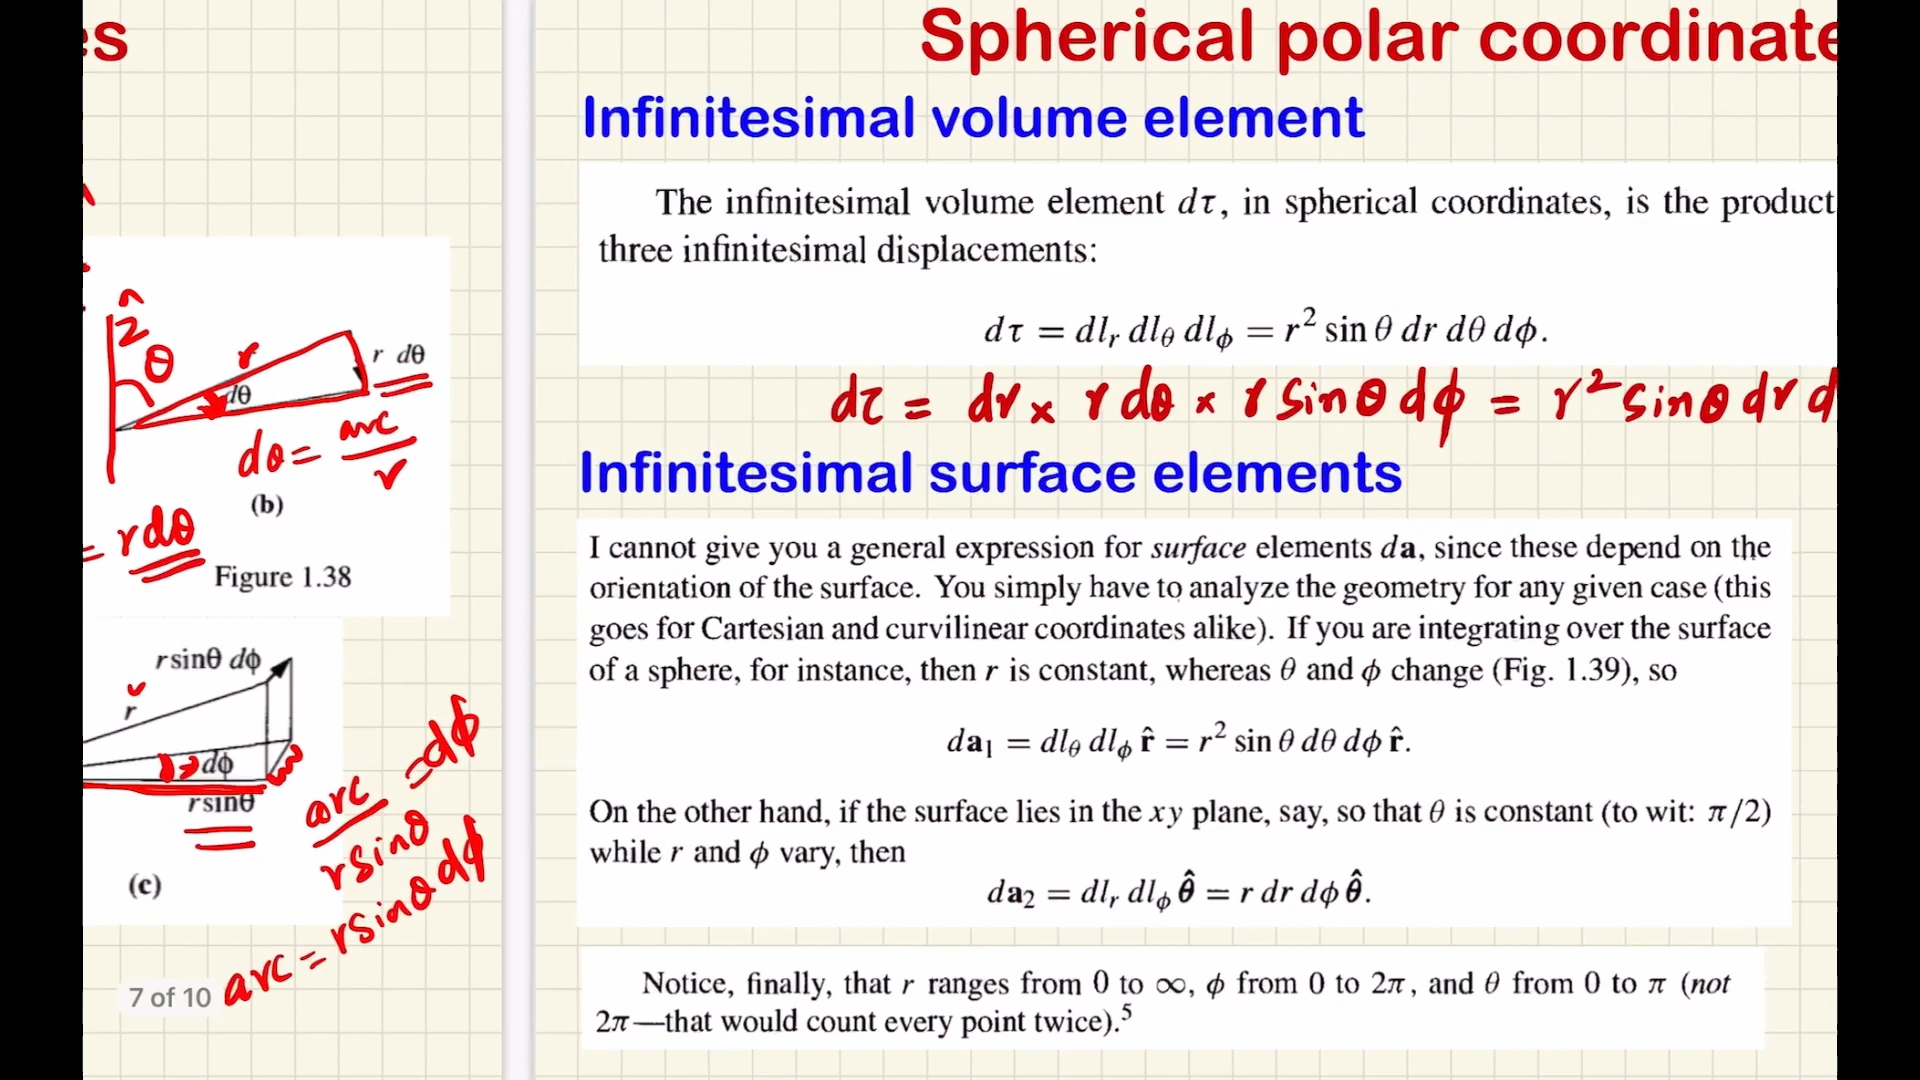 es
ẑ
θ
r
r dθ
dθ
dθ = arc
r
(b)
= rdθ
Figure 1.38
r sinθ dϕ
r
dϕ
r sinθ
arc = dϕ
rsinθ
(c)
arc = rsinθ dϕ
7 of 10
Spherical polar coordinate
Infinitesimal volume element
The infinitesimal volume element dτ, in spherical coordinates, is the product
three infinitesimal displacements:
dτ = dlr dlθ dlϕ = r² sin θ dr dθ dϕ.
dτ = dr × r dθ × r sinθ dϕ = r² sinθ dr d
Infinitesimal surface elements
I cannot give you a general expression for surface elements da, since these depend on the
orientation of the surface. You simply have to analyze the geometry for any given case (this
goes for Cartesian and curvilinear coordinates alike). If you are integrating over the surface
of a sphere, for instance, then r is constant, whereas θ and ϕ change (Fig. 1.39), so
da₁ = dlθ dlϕ r̂ = r² sin θ dθ dϕ r̂.
On the other hand, if the surface lies in the xy plane, say, so that θ is constant (to wit: π/2)
while r and ϕ vary, then
da₂ = dlr dlϕ θ̂ = r dr dϕ θ̂.
Notice, finally, that r ranges from 0 to ∞, ϕ from 0 to 2π, and θ from 0 to π (not
2π—that would count every point twice).⁵